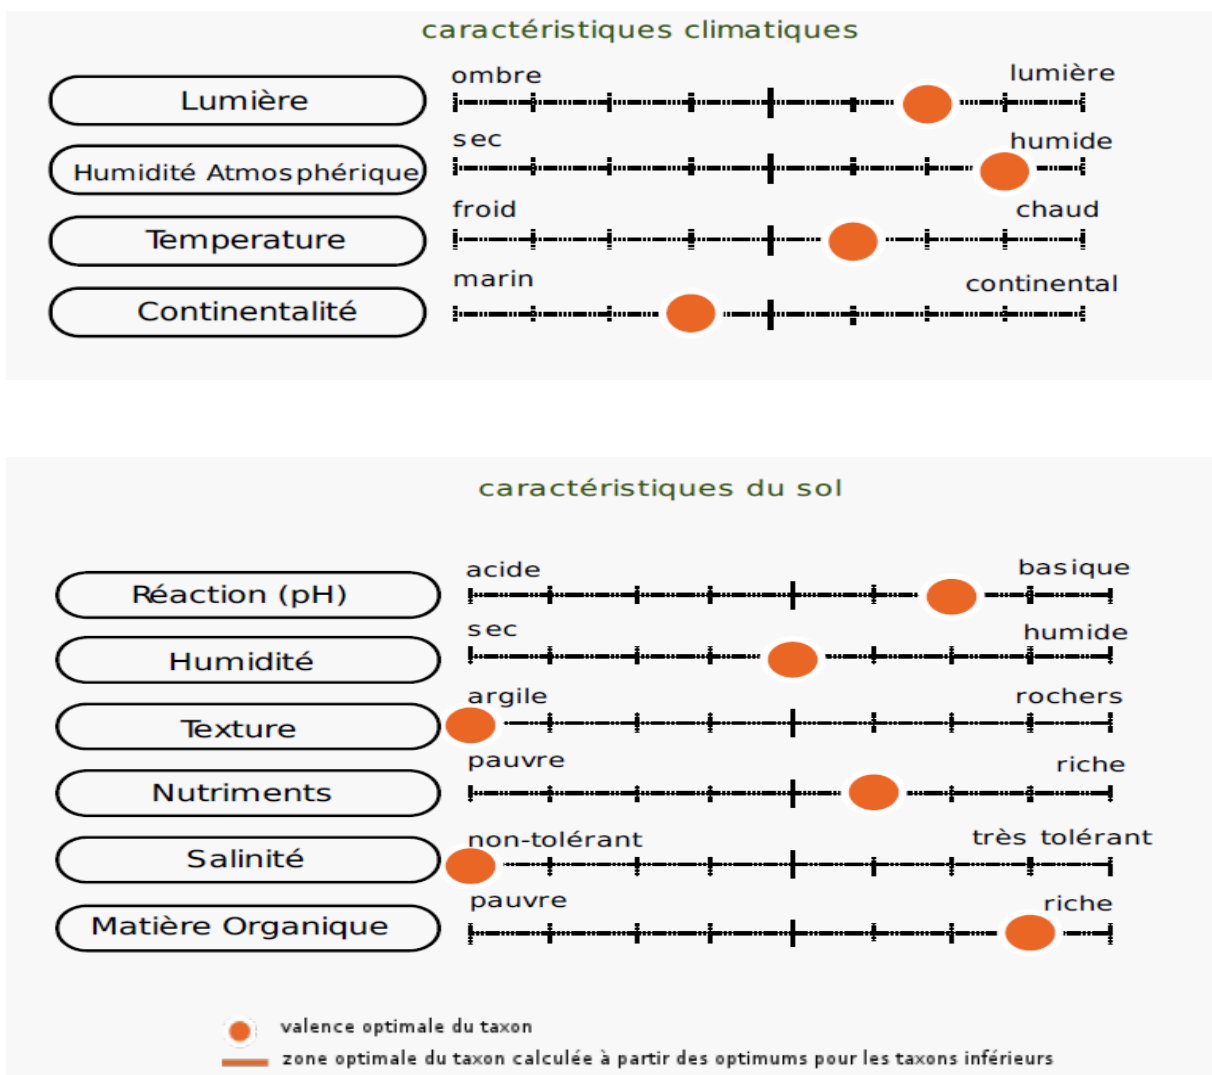 caractéristiques climatiques
Lumière
ombre
lumière
Humidité Atmosphérique
sec
humide
Temperature
froid
chaud
Continentalité
marin
continental
caractéristiques du sol
Réaction (pH)
acide
basique
Humidité
sec
humide
Texture
argile
rochers
Nutriments
pauvre
riche
Salinité
non-tolérant
très tolérant
Matière Organique
pauvre
riche
valence optimale du taxon
zone optimale du taxon calculée à partir des optimums pour les taxons inférieurs